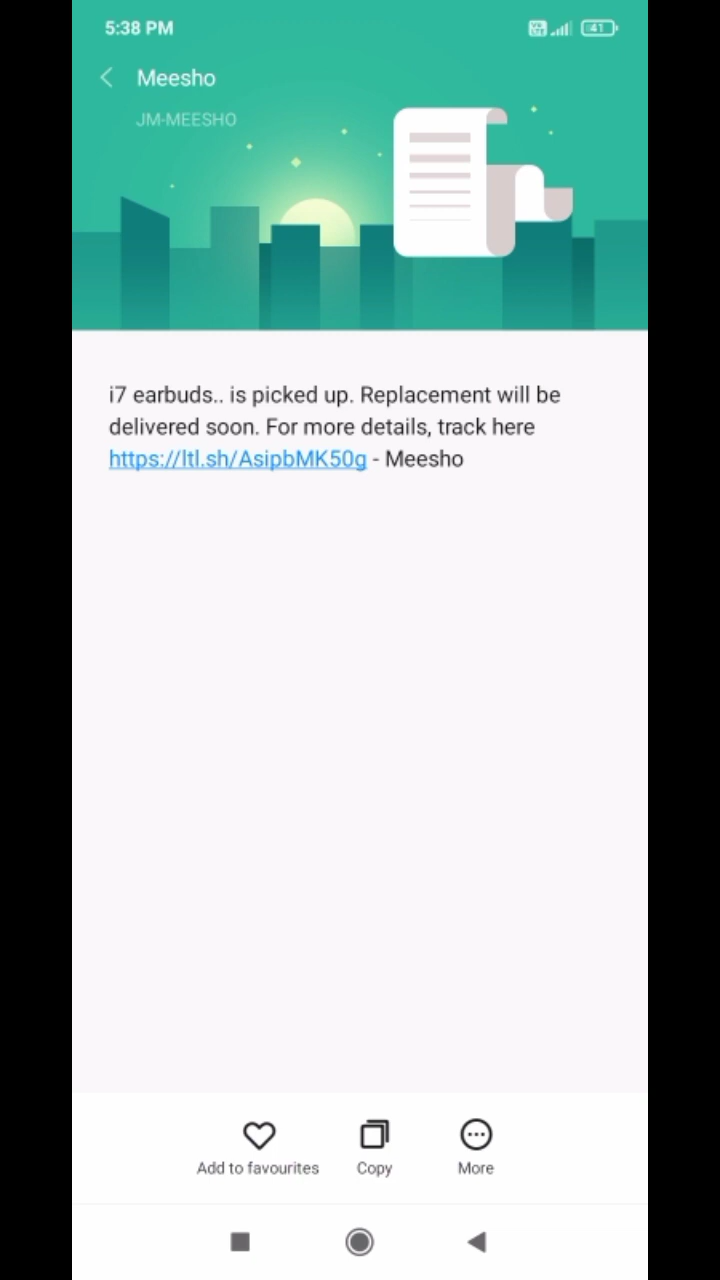 5:38 PM
41
Meesho
JM-MEESHO
i7 earbuds.. is picked up. Replacement will be
delivered soon. For more details, track here
https://ltl.sh/AsipbMK50g - Meesho
Add to favourites
Copy
More